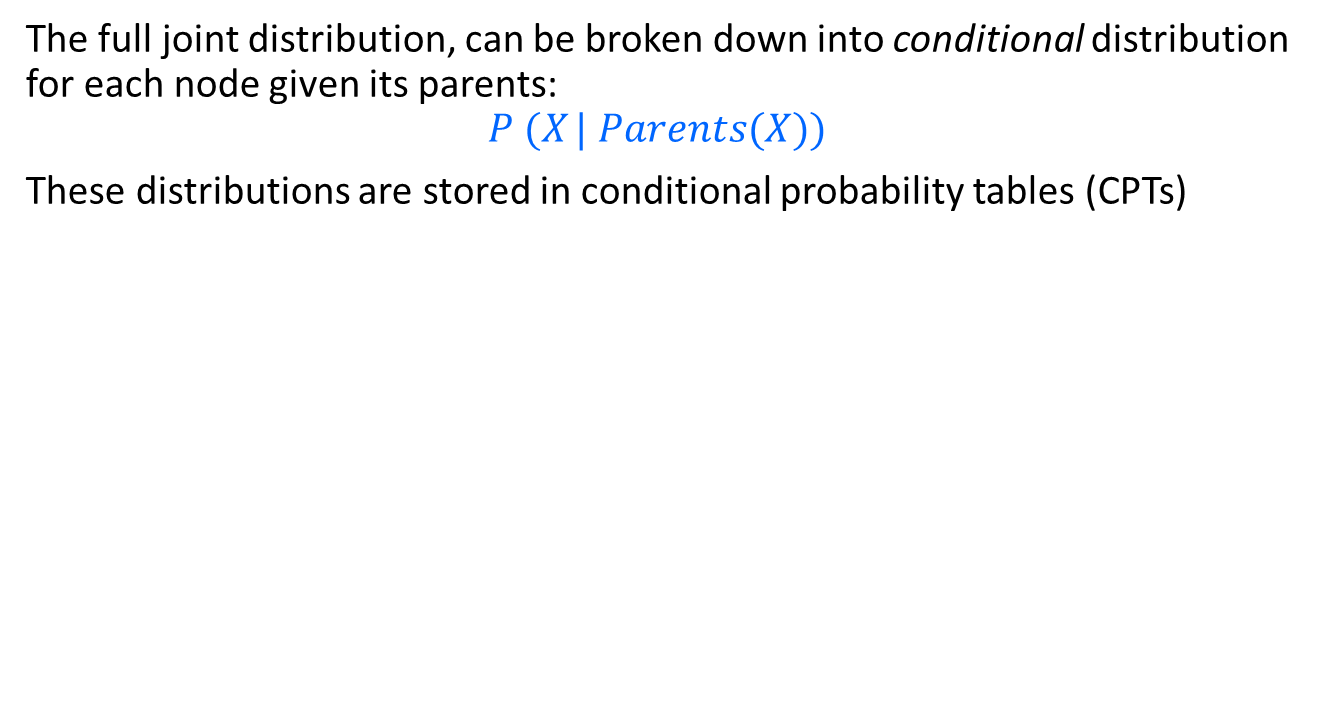 The full joint distribution, can be broken down into conditional distribution
for each node given its parents:
P (X | Parents(X))
These distributions are stored in conditional probability tables (CPTs)